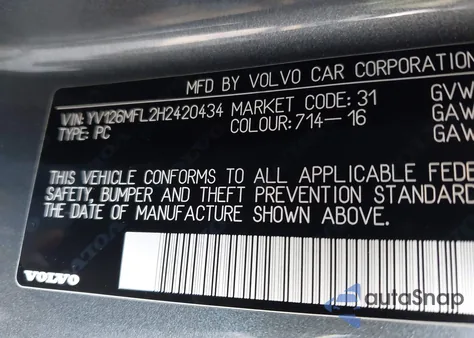 MFD BY VOLVO CAR CORPORATION
VIN: YV126MFL2H2420434 MARKET CODE: 31 GVW
TYPE: PC COLOUR: 714-16 GAW
GAW
THIS VEHICLE CONFORMS TO ALL APPLICABLE FEDE
SAFETY, BUMPER AND THEFT PREVENTION STANDARD
THE DATE OF MANUFACTURE SHOWN ABOVE.
VOLVO
autoSnap